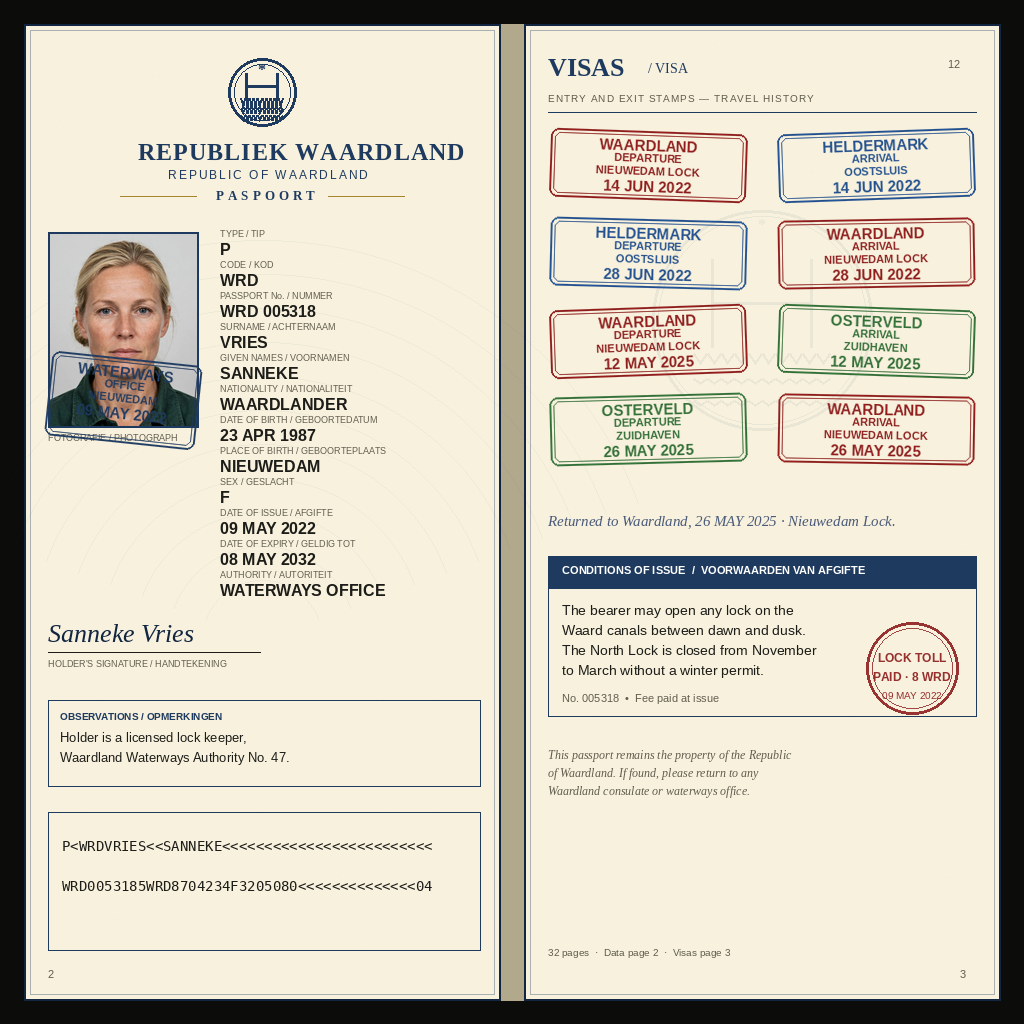 REPUBLIEK WAARDLAND
REPUBLIC OF WAARDLAND
PASPOORT
TYPE / TIP
P
CODE / KOD
WRD
PASSPORT No. / NUMMER
WRD 005318
SURNAME / ACHTERNAAM
VRIES
GIVEN NAMES / VOORNAMEN
SANNEKE
NATIONALITY / NATIONALITEIT
WAARDLANDER
DATE OF BIRTH / GEBOORTEDATUM
23 APR 1987
PLACE OF BIRTH / GEBOORTEPLAATS
NIEUWEDAM
SEX / GESLACHT
F
DATE OF ISSUE / AFGIFTE
09 MAY 2022
DATE OF EXPIRY / GELDIG TOT
08 MAY 2032
AUTHORITY / AUTORITEIT
WATERWAYS OFFICE
WATERWAYS
OFFICE
NIEUWEDAM
09 MAY
FOTOGRAFIE / PHOTOGRAPH
Sanneke Vries
HOLDER'S SIGNATURE / HANDTEKENING
OBSERVATIONS / OPMERKINGEN
Holder is a licensed lock keeper,
Waardland Waterways Authority No. 47.
P<WRDVRIES<<SANNEKE<<<<<<<<<<<<<<<<<<<<<<<<<
WRD0053185WRD8704234F3205080<<<<<<<<<<<<<<04
2
VISAS / VISA
12
ENTRY AND EXIT STAMPS — TRAVEL HISTORY
WAARDLAND
DEPARTURE
NIEUWEDAM LOCK
14 JUN 2022
HELDERMARK
ARRIVAL
OOSTSLUIS
14 JUN 2022
HELDERMARK
DEPARTURE
OOSTSLUIS
28 JUN 2022
WAARDLAND
ARRIVAL
NIEUWEDAM LOCK
28 JUN 2022
WAARDLAND
DEPARTURE
NIEUWEDAM LOCK
12 MAY 2025
OSTERVELD
ARRIVAL
ZUIDHAVEN
12 MAY 2025
OSTERVELD
DEPARTURE
ZUIDHAVEN
26 MAY 2025
WAARDLAND
ARRIVAL
NIEUWEDAM LOCK
26 MAY 2025
Returned to Waardland, 26 MAY 2025 · Nieuwedam Lock.
CONDITIONS OF ISSUE / VOORWAARDEN VAN AFGIFTE
The bearer may open any lock on the
Waard canals between dawn and dusk.
The North Lock is closed from November
to March without a winter permit.
No. 005318 • Fee paid at issue
LOCK TOLL
PAID · 8 WRD
09 MAY 2022
This passport remains the property of the Republic
of Waardland. If found, please return to any
Waardland consulate or waterways office.
32 pages · Data page 2 · Visas page 3
3